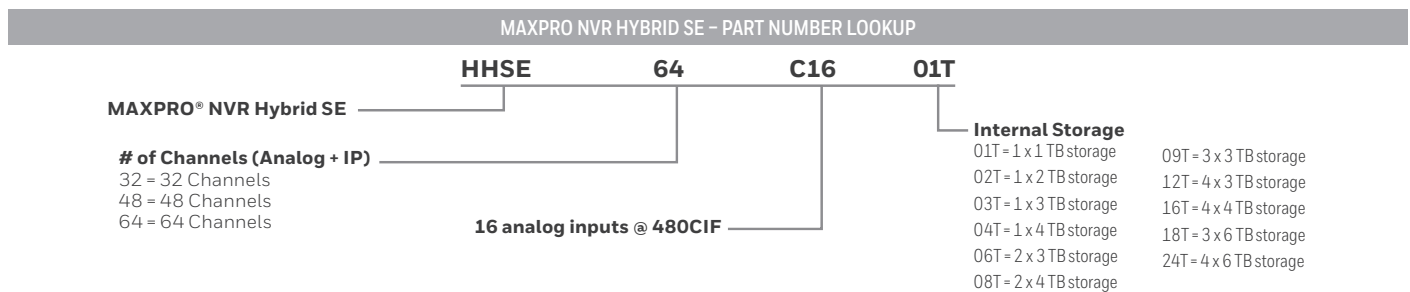 MAXPRO NVR HYBRID SE – PART NUMBER LOOKUP
HHSE 64 C16 01T
MAXPRO® NVR Hybrid SE
# of Channels (Analog + IP)
32 = 32 Channels
48 = 48 Channels
64 = 64 Channels
16 analog inputs @ 480CIF
Internal Storage
01T = 1 x 1 TB storage
02T = 1 x 2 TB storage
03T = 1 x 3 TB storage
04T = 1 x 4 TB storage
06T = 2 x 3 TB storage
08T = 2 x 4 TB storage
09T = 3 x 3 TB storage
12T = 4 x 3 TB storage
16T = 4 x 4 TB storage
18T = 3 x 6 TB storage
24T = 4 x 6 TB storage